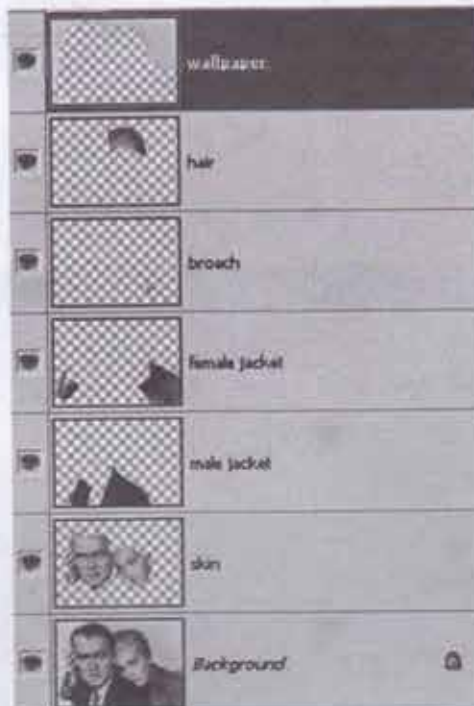 wallpaper
hair
broach
female jacket
male jacket
skin
Background